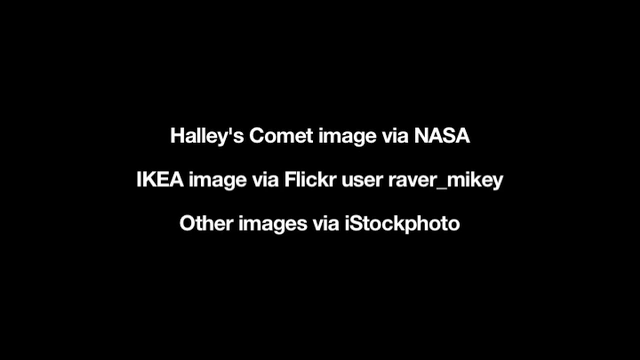 Halley's Comet image via NASA
IKEA image via Flickr user raver_mikey
Other images via iStockphoto